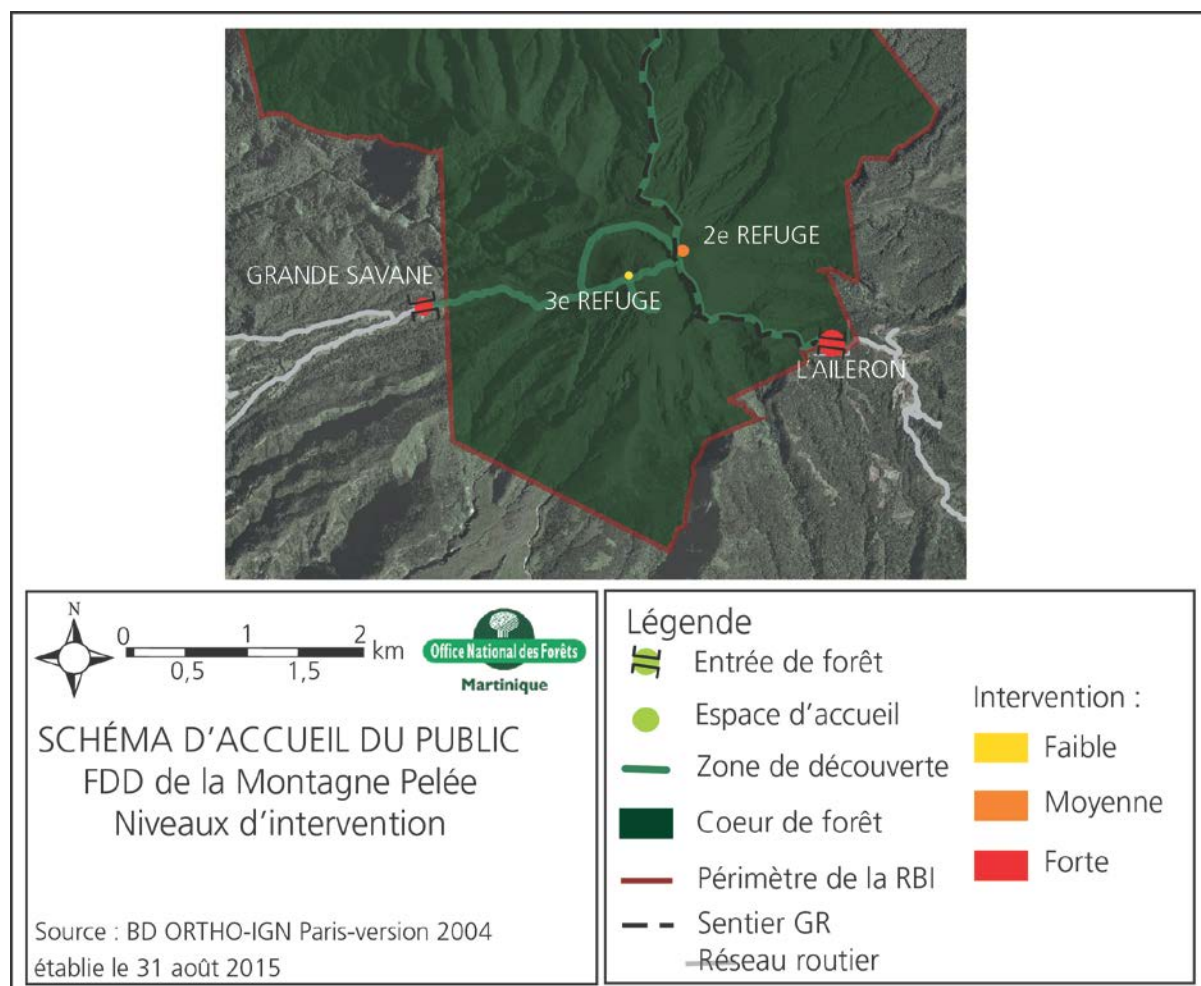 2e REFUGE
GRANDE SAVANE
3e REFUGE
L'AILERON
N
0 1 2 km
0,5 1,5
Office National des Forêts
Martinique
SCHÉMA D'ACCUEIL DU PUBLIC
FDD de la Montagne Pelée
Niveaux d'intervention
Source : BD ORTHO-IGN Paris-version 2004
établie le 31 août 2015
Légende
Entrée de forêt
Espace d'accueil
Zone de découverte
Coeur de forêt
Périmètre de la RBI
Sentier GR
Réseau routier
Intervention :
Faible
Moyenne
Forte